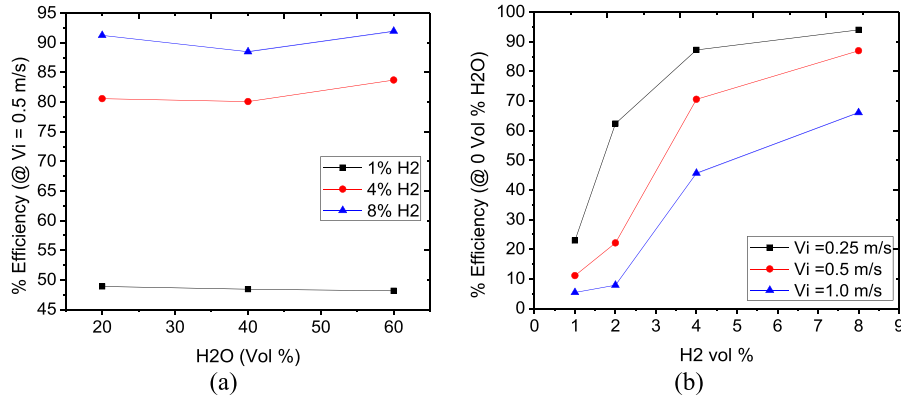 % Efficiency (@ Vi = 0.5 m/s)
95
90
85
80
75
70
65
60
55
50
45
1% H2
4% H2
8% H2
20 30 40 50 60
H2O (Vol %)
(a)
% Efficiency (@ 0 Vol % H2O)
100
90
80
70
60
50
40
30
20
10
0
Vi =0.25 m/s
Vi =0.5 m/s
Vi =1.0 m/s
0 1 2 3 4 5 6 7 8 9
H2 vol %
(b)